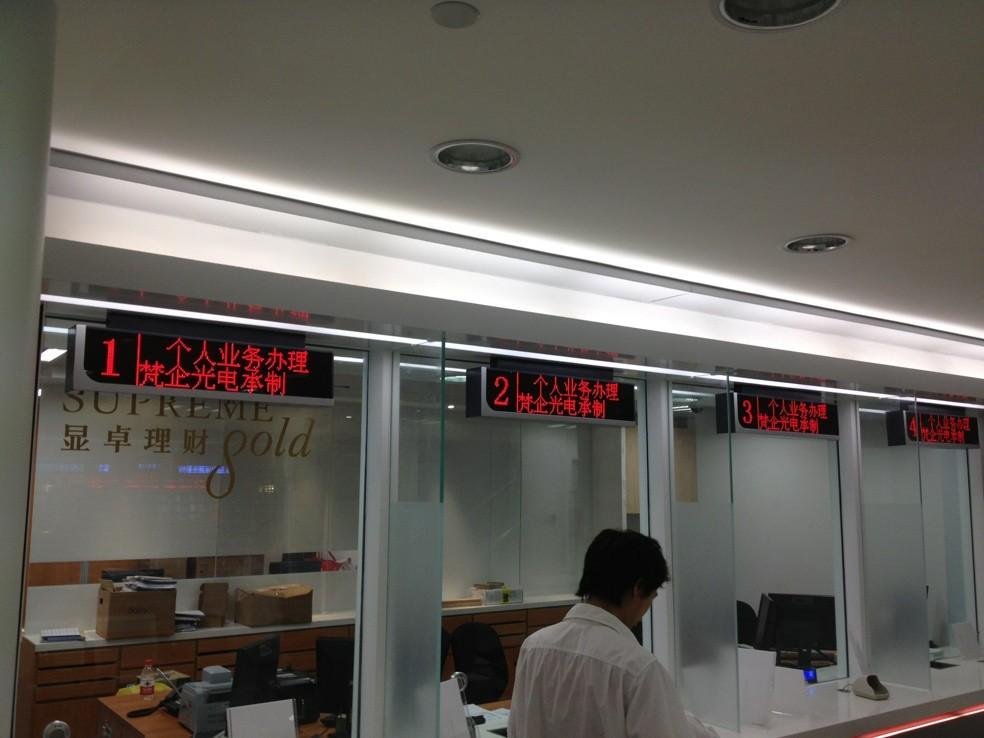 1 个人业务办理
梵企光电承制
2 个人业务办理
梵企光电承制
3 个人业务办理
梵企光电承制
4 个人业务办理
梵企光电承制
SUPREME
显卓理财 gold